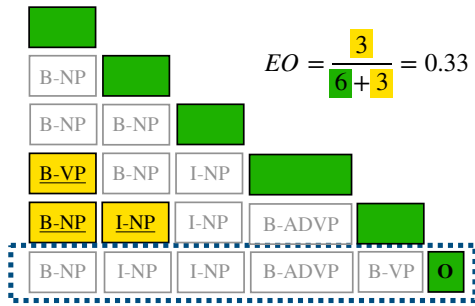 EO = 3 / 6 + 3 = 0.33
B-NP
B-NP B-NP
B-VP B-NP I-NP
B-NP I-NP I-NP B-ADVP
B-NP I-NP I-NP B-ADVP B-VP O